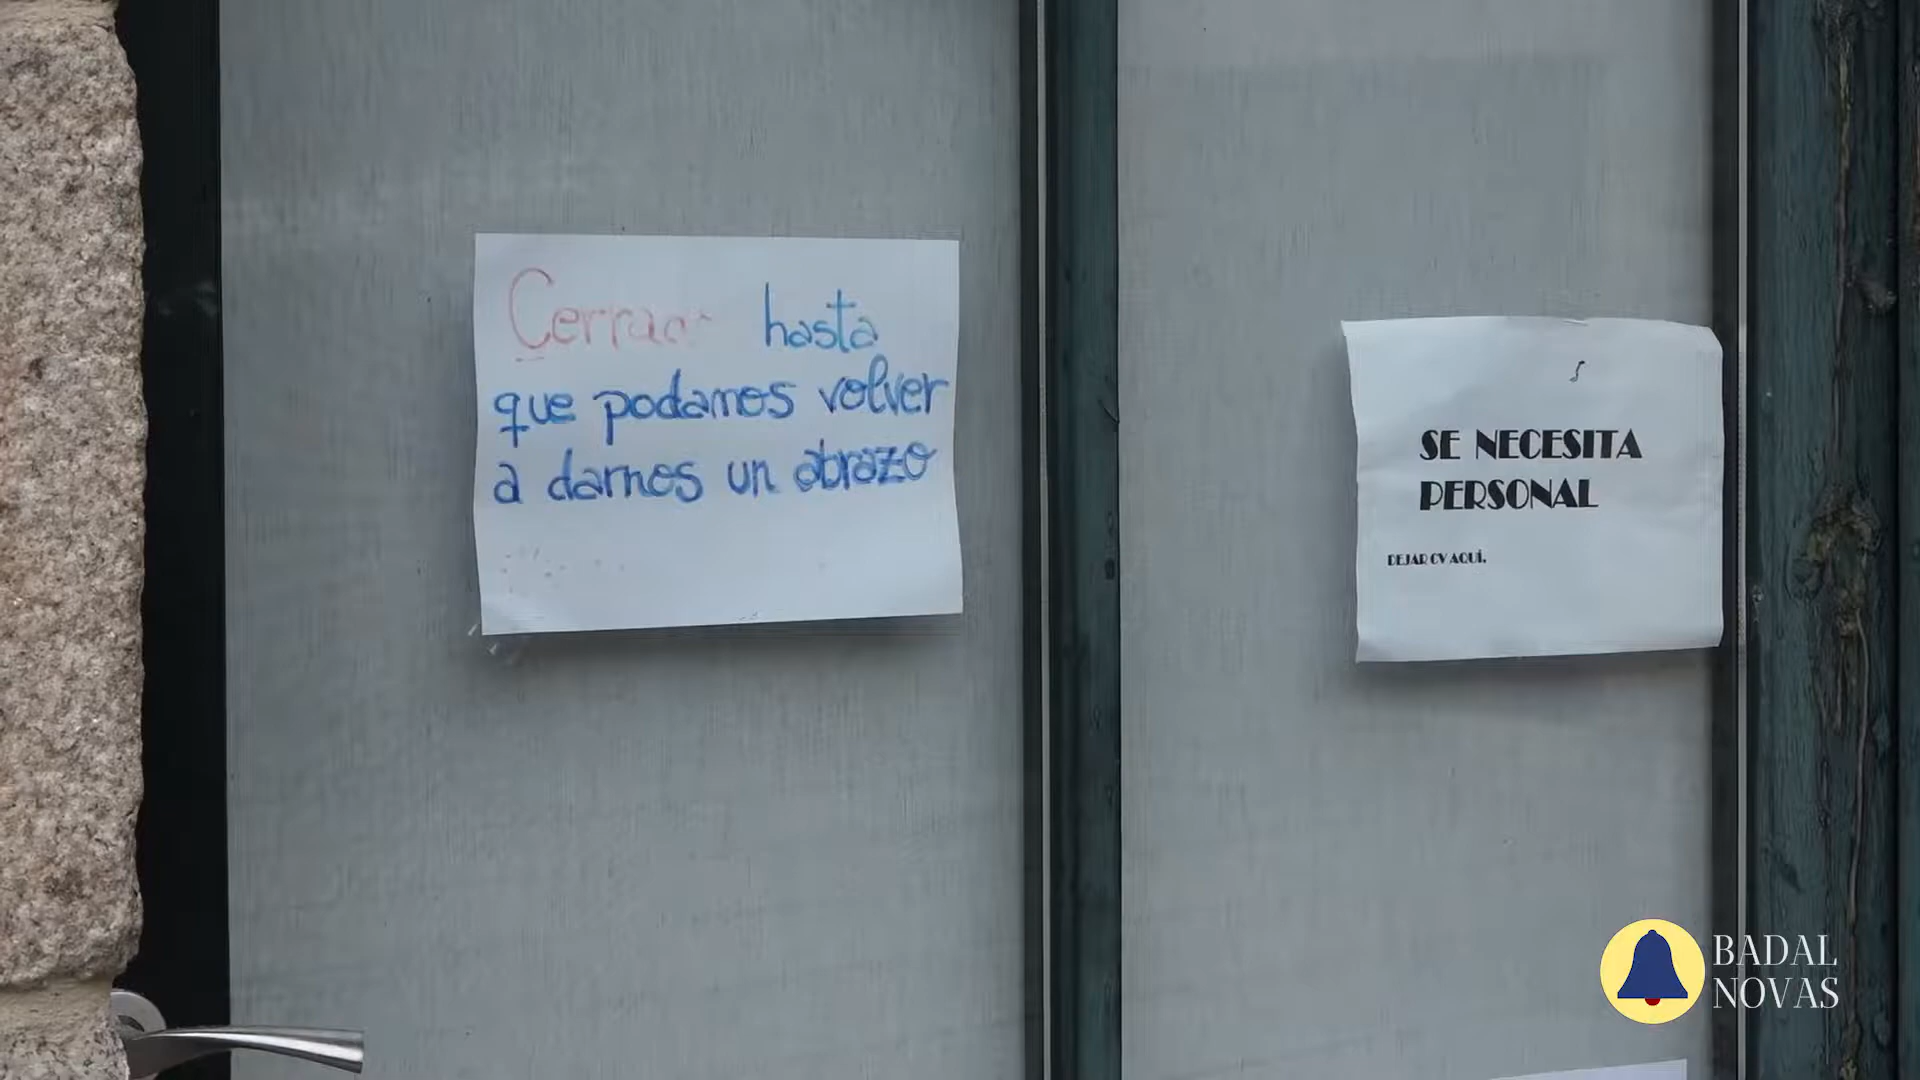 Cerrado hasta
que podamos volver
a darnos un abrazo
SE NECESITA
PERSONAL
DEJAR CV AQUÍ.
BADAL
NOVAS